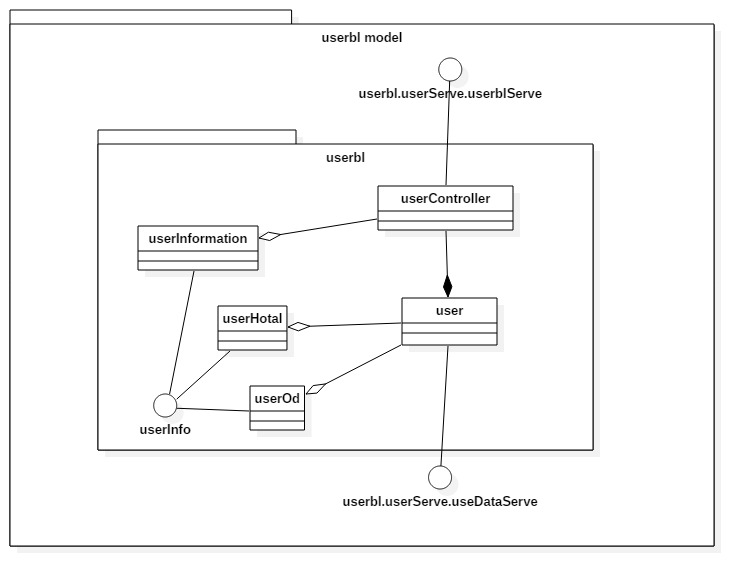 userbl model
userbl.userServe.userblServe
userbl
userController
userInformation
user
userHotal
userOd
userInfo
userbl.userServe.useDataServe